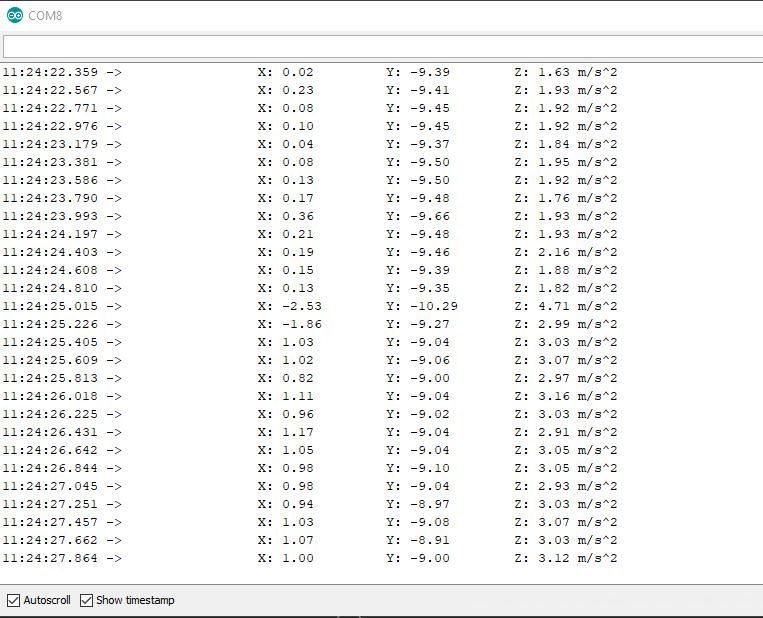 COM8
11:24:22.359 -> X: 0.02 Y: -9.39 Z: 1.63 m/s^2
11:24:22.567 -> X: 0.23 Y: -9.41 Z: 1.93 m/s^2
11:24:22.771 -> X: 0.08 Y: -9.45 Z: 1.92 m/s^2
11:24:22.976 -> X: 0.10 Y: -9.45 Z: 1.92 m/s^2
11:24:23.179 -> X: 0.04 Y: -9.37 Z: 1.84 m/s^2
11:24:23.381 -> X: 0.08 Y: -9.50 Z: 1.95 m/s^2
11:24:23.586 -> X: 0.13 Y: -9.50 Z: 1.92 m/s^2
11:24:23.790 -> X: 0.17 Y: -9.48 Z: 1.76 m/s^2
11:24:23.993 -> X: 0.36 Y: -9.66 Z: 1.93 m/s^2
11:24:24.197 -> X: 0.21 Y: -9.48 Z: 1.93 m/s^2
11:24:24.403 -> X: 0.19 Y: -9.46 Z: 2.16 m/s^2
11:24:24.608 -> X: 0.15 Y: -9.39 Z: 1.88 m/s^2
11:24:24.810 -> X: 0.13 Y: -9.35 Z: 1.82 m/s^2
11:24:25.015 -> X: -2.53 Y: -10.29 Z: 4.71 m/s^2
11:24:25.226 -> X: -1.86 Y: -9.27 Z: 2.99 m/s^2
11:24:25.405 -> X: 1.03 Y: -9.04 Z: 3.03 m/s^2
11:24:25.609 -> X: 1.02 Y: -9.06 Z: 3.07 m/s^2
11:24:25.813 -> X: 0.82 Y: -9.00 Z: 2.97 m/s^2
11:24:26.018 -> X: 1.11 Y: -9.04 Z: 3.16 m/s^2
11:24:26.225 -> X: 0.96 Y: -9.02 Z: 3.03 m/s^2
11:24:26.431 -> X: 1.17 Y: -9.04 Z: 2.91 m/s^2
11:24:26.642 -> X: 1.05 Y: -9.04 Z: 3.05 m/s^2
11:24:26.844 -> X: 0.98 Y: -9.10 Z: 3.05 m/s^2
11:24:27.045 -> X: 0.98 Y: -9.04 Z: 2.93 m/s^2
11:24:27.251 -> X: 0.94 Y: -8.97 Z: 3.03 m/s^2
11:24:27.457 -> X: 1.03 Y: -9.08 Z: 3.07 m/s^2
11:24:27.662 -> X: 1.07 Y: -8.91 Z: 3.03 m/s^2
11:24:27.864 -> X: 1.00 Y: -9.00 Z: 3.12 m/s^2
Autoscroll Show timestamp